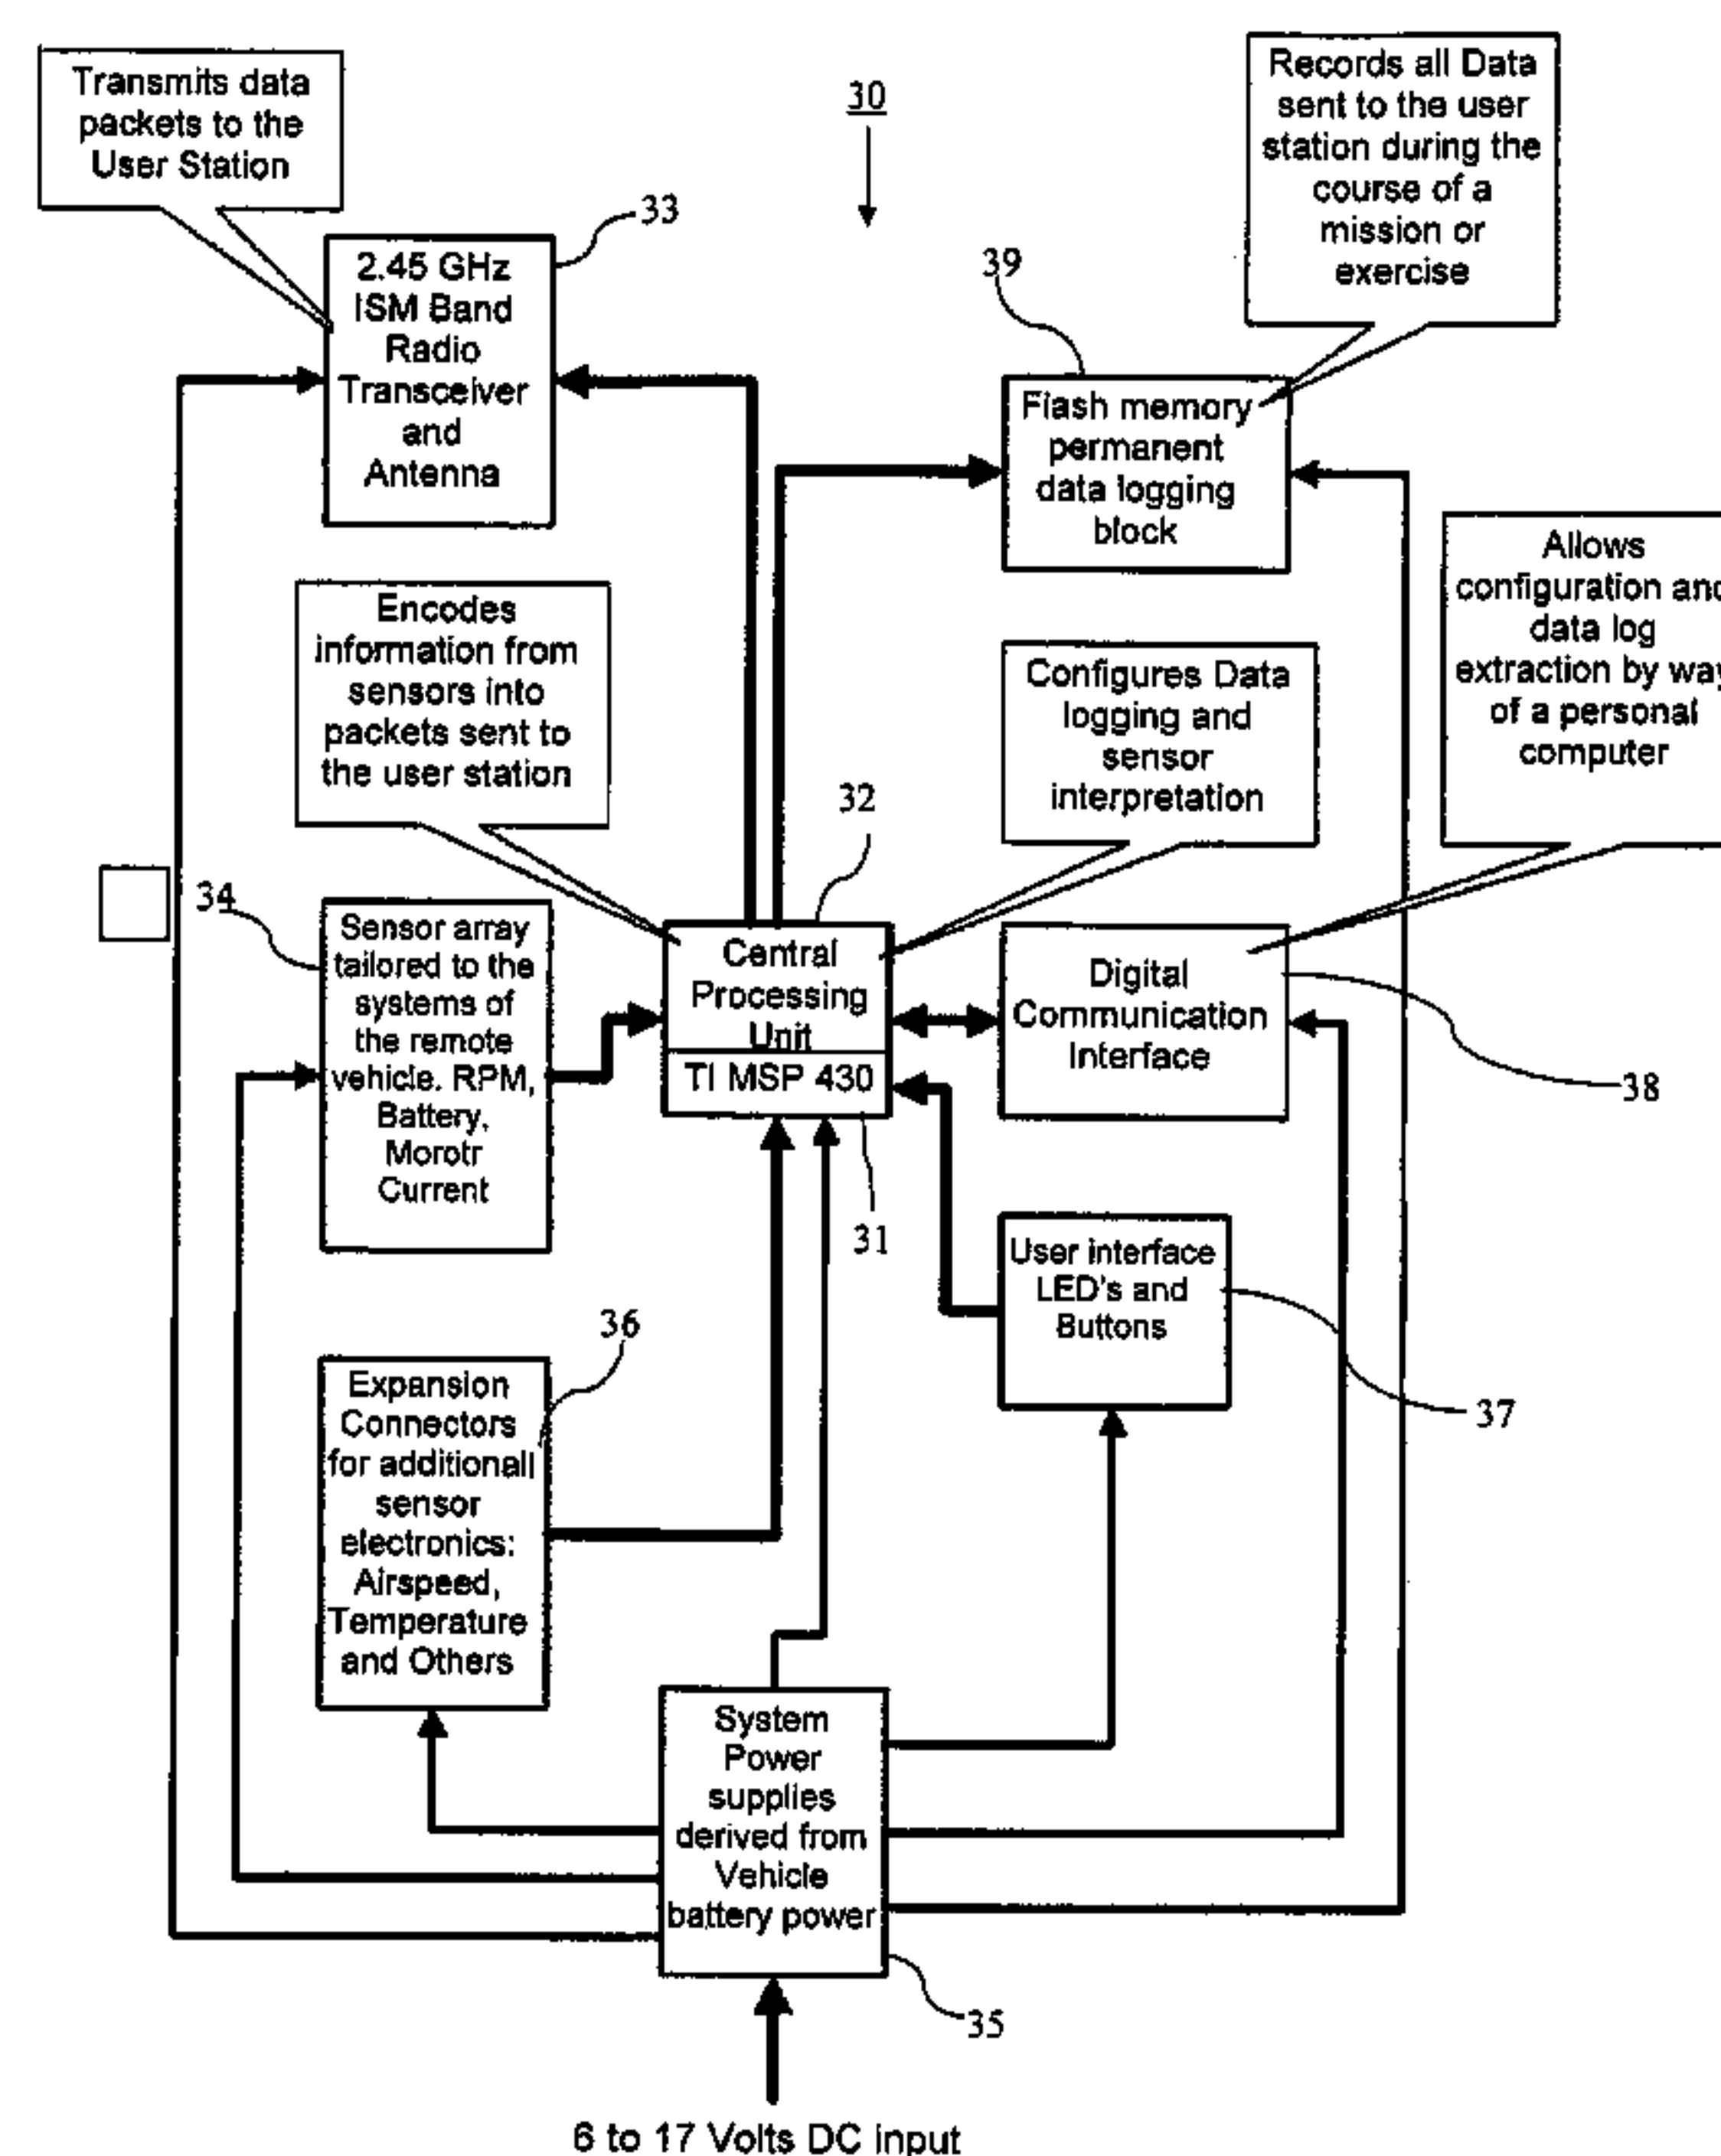 Transmits data
packets to the
User Station
30
Records all Data
sent to the user
station during the
course of a
mission or
exercise
33
2.45 GHz
ISM Band
Radio
Transceiver
and
Antenna
39
Flash memory
permanent
data logging
block
Allows
configuration and
data log
extraction by way
of a personal
computer
Encodes
information from
sensors into
packets sent to
the user station
Configures Data
logging and
sensor
interpretation
32
34
Sensor array
tailored to the
systems of
the remote
vehicle. RPM,
Battery,
Morotr
Current
Central
Processing
Unit
TI MSP 430
31
Digital
Communication
Interface
38
User interface
LED's and
Buttons
37
36
Expansion
Connectors
for additionall
sensor
electronics:
Airspeed,
Temperature
and Others
System
Power
supplies
derived from
Vehicle
battery power
35
6 to 17 Volts DC input